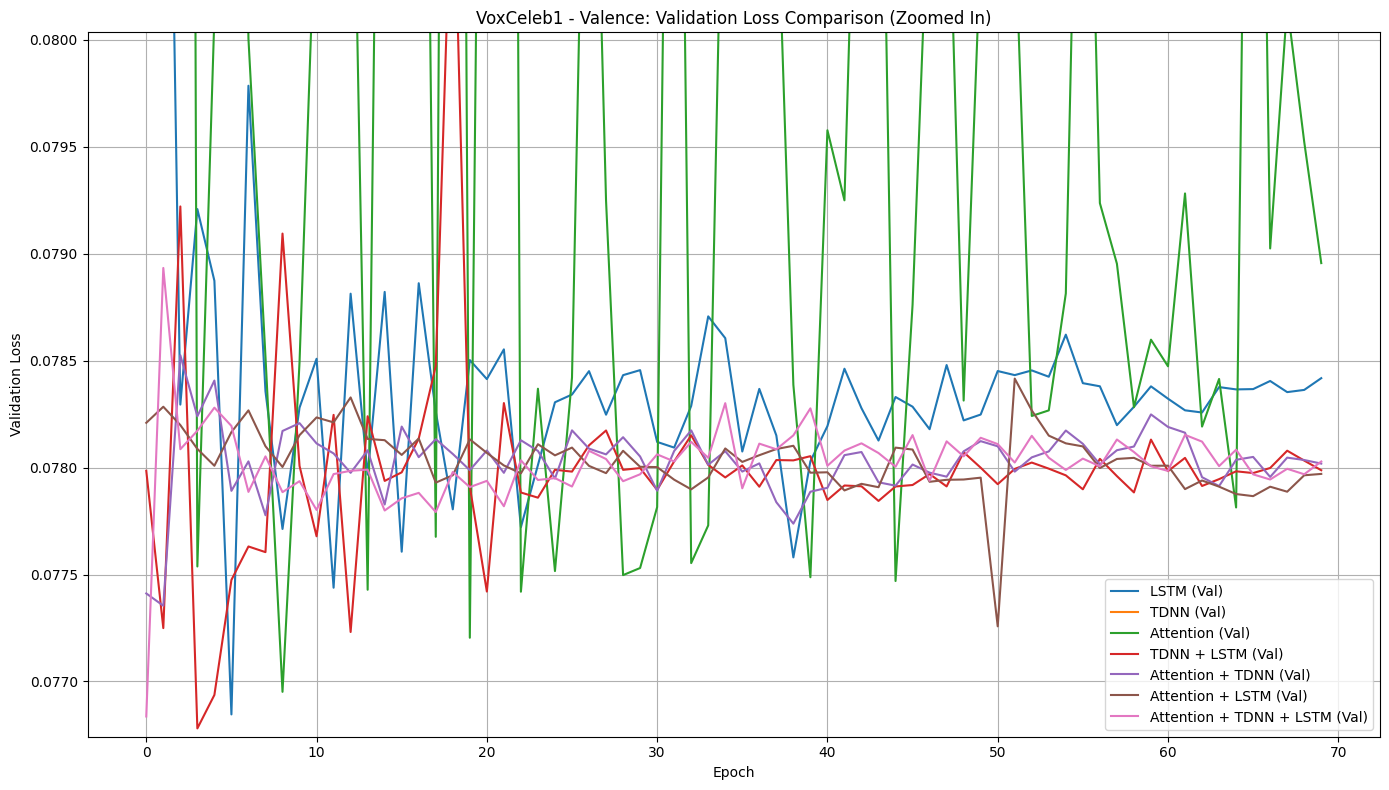 VoxCeleb1 - Valence: Validation Loss Comparison (Zoomed In)
Validation Loss
0.0800
0.0795
0.0790
0.0785
0.0780
0.0775
0.0770
LSTM (Val)
TDNN (Val)
Attention (Val)
TDNN + LSTM (Val)
Attention + TDNN (Val)
Attention + LSTM (Val)
Attention + TDNN + LSTM (Val)
0 10 20 30 40 50 60 70
Epoch